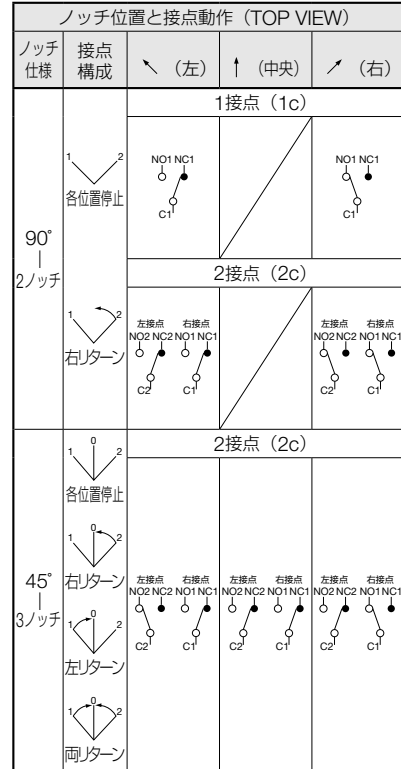 ノッチ位置と接点動作（TOP VIEW）
ノッチ仕様 接点構成 ↖（左） ↑（中央） ↗（右）
90°｜2ノッチ
1接点（1c）
1 2
各位置停止
NO1 NC1
C1
NO1 NC1
C1
2接点（2c）
1 2
右リターン
左接点 右接点
NO2 NC2 NO1 NC1
C2 C1
左接点 右接点
NO2 NC2 NO1 NC1
C2 C1
45°｜3ノッチ
2接点（2c）
1 0 2
各位置停止
1 0 2
右リターン
1 0 2
左リターン
1 0 2
両リターン
左接点 右接点
NO2 NC2 NO1 NC1
C2 C1
左接点 右接点
NO2 NC2 NO1 NC1
C2 C1
左接点 右接点
NO2 NC2 NO1 NC1
C2 C1